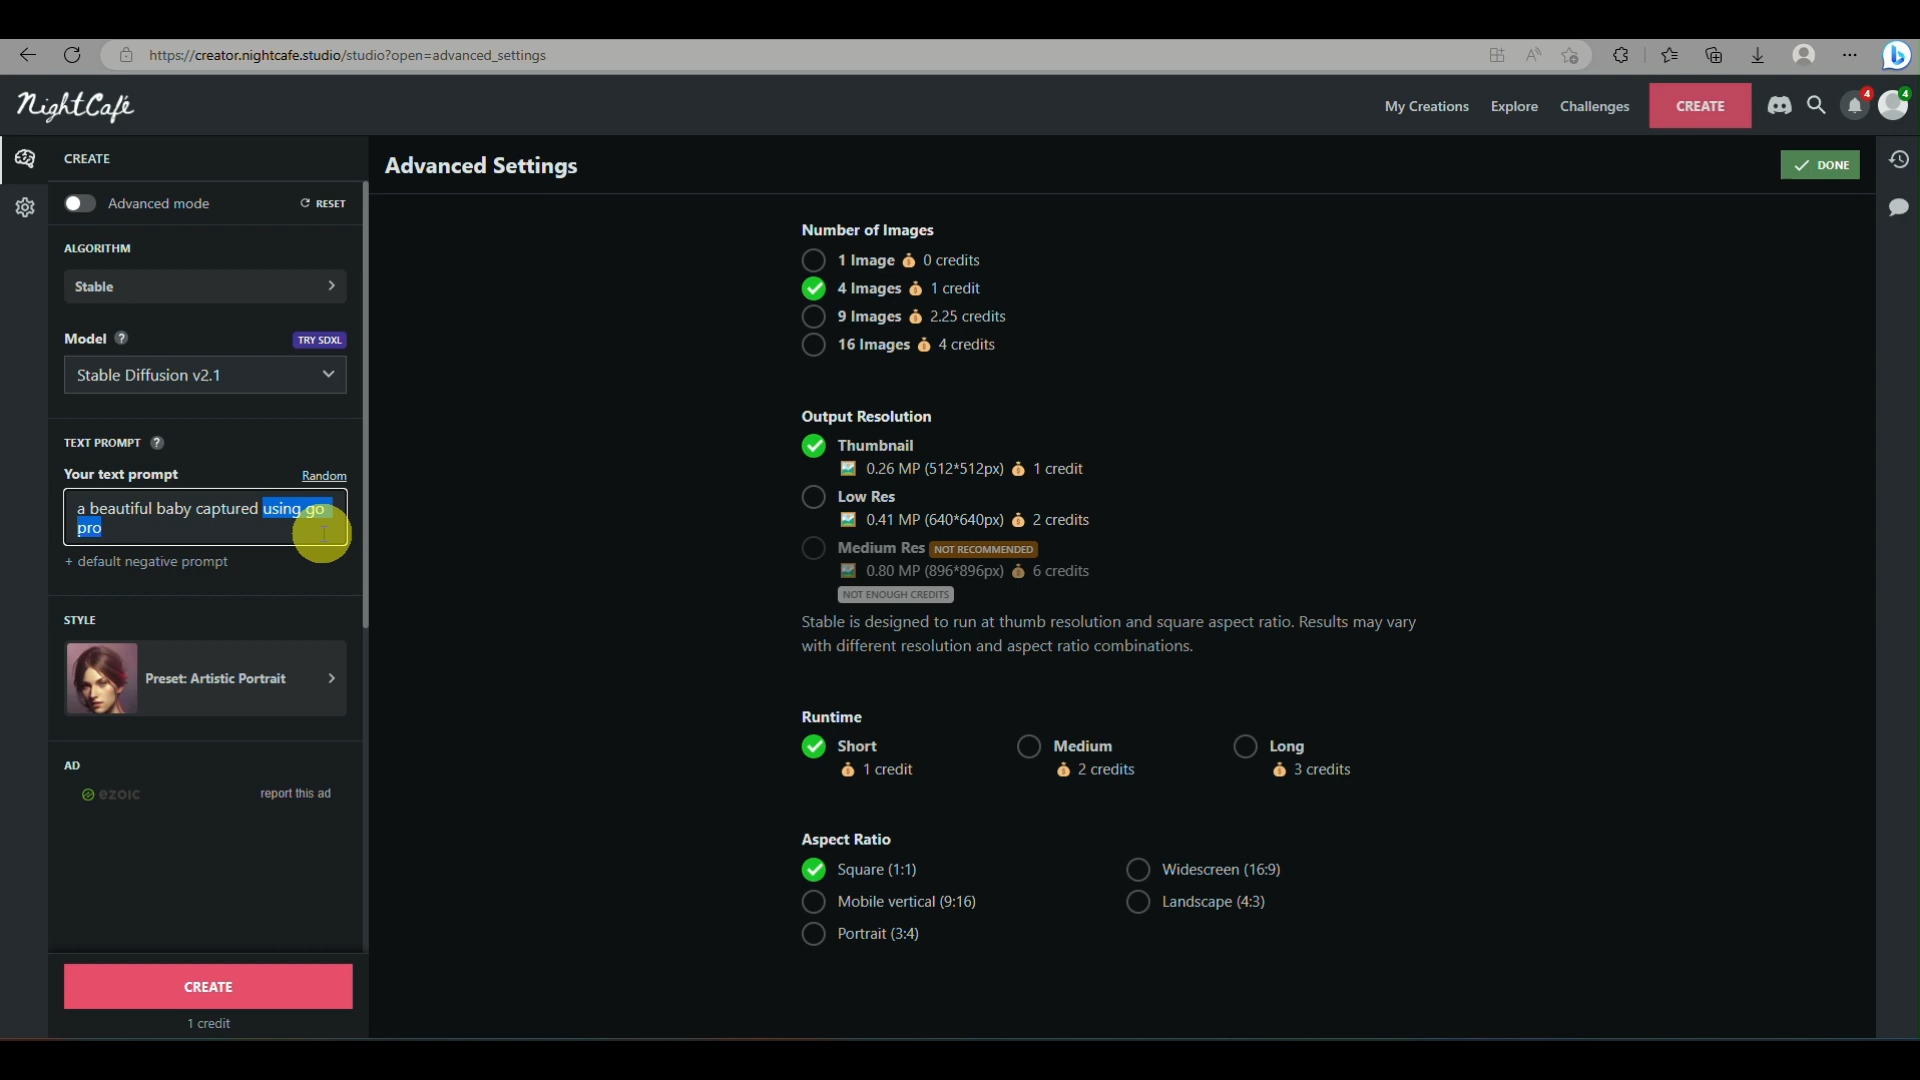 https://creator.nightcafe.studio/studio?open=advanced_settings
NightCafé
My Creations
Explore
Challenges
CREATE
4
4
CREATE
Advanced mode
RESET
ALGORITHM
Stable
Model ?
TRY SDXL
Stable Diffusion v2.1
TEXT PROMPT ?
Your text prompt
Random
a beautiful baby captured using go
pro
+ default negative prompt
STYLE
Preset: Artistic Portrait
AD
ezoic
report this ad
CREATE
1 credit
Advanced Settings
DONE
Number of Images
1 Image 0 credits
4 Images 1 credit
9 Images 2.25 credits
16 Images 4 credits
Output Resolution
Thumbnail
0.26 MP (512*512px) 1 credit
Low Res
0.41 MP (640*640px) 2 credits
Medium Res NOT RECOMMENDED
0.80 MP (896*896px) 6 credits
NOT ENOUGH CREDITS
Stable is designed to run at thumb resolution and square aspect ratio. Results may vary
with different resolution and aspect ratio combinations.
Runtime
Short
1 credit
Medium
2 credits
Long
3 credits
Aspect Ratio
Square (1:1)
Widescreen (16:9)
Mobile vertical (9:16)
Landscape (4:3)
Portrait (3:4)